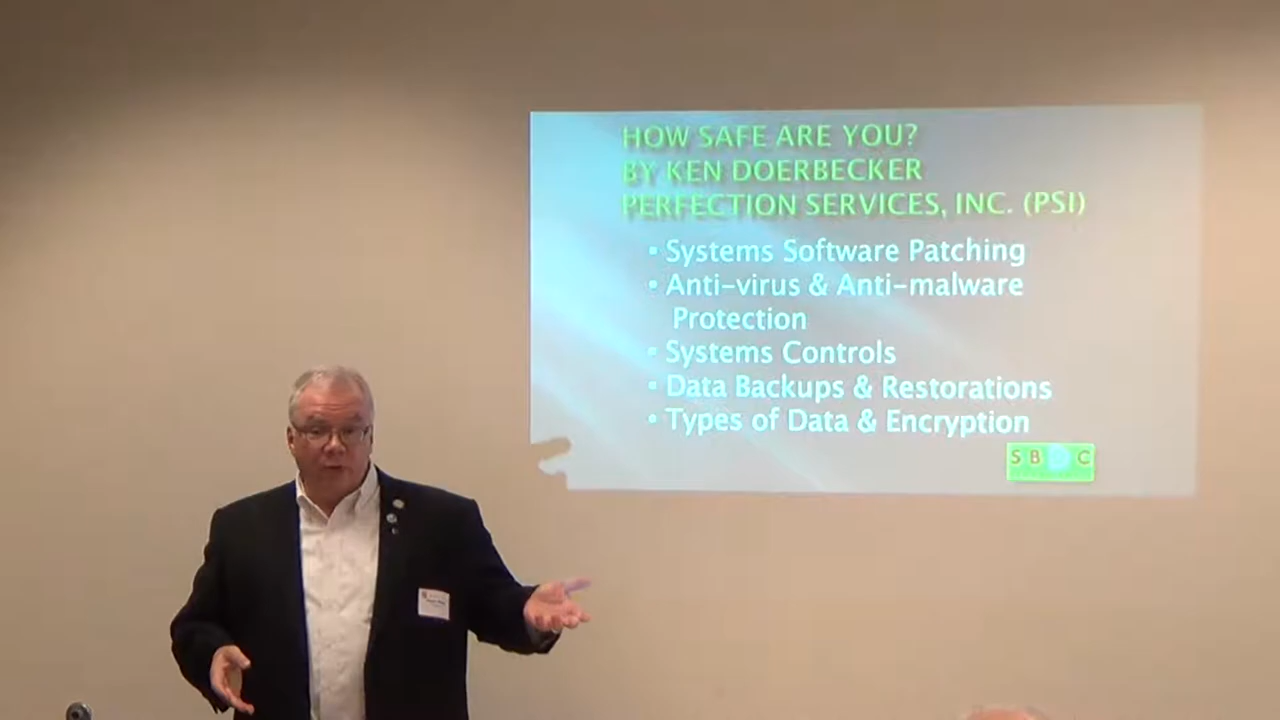 HOW SAFE ARE YOU?
BY KEN DOERBECKER
PERFECTION SERVICES, INC. (PSI)
• Systems Software Patching
• Anti-virus & Anti-malware
Protection
• Systems Controls
• Data Backups & Restorations
• Types of Data & Encryption
S B D C